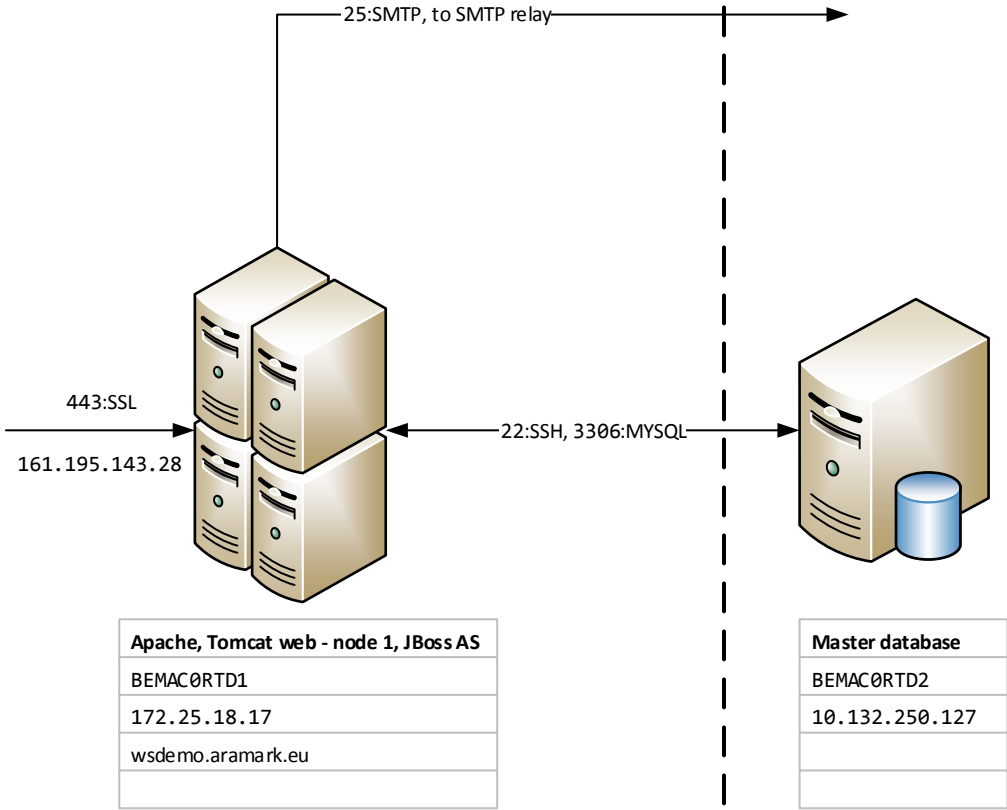 25:SMTP, to SMTP relay
443:SSL
161.195.143.28
22:SSH, 3306:MYSQL
Apache, Tomcat web - node 1, JBoss AS
BEMAC0RTD1
172.25.18.17
wsdemo.aramark.eu
Master database
BEMAC0RTD2
10.132.250.127